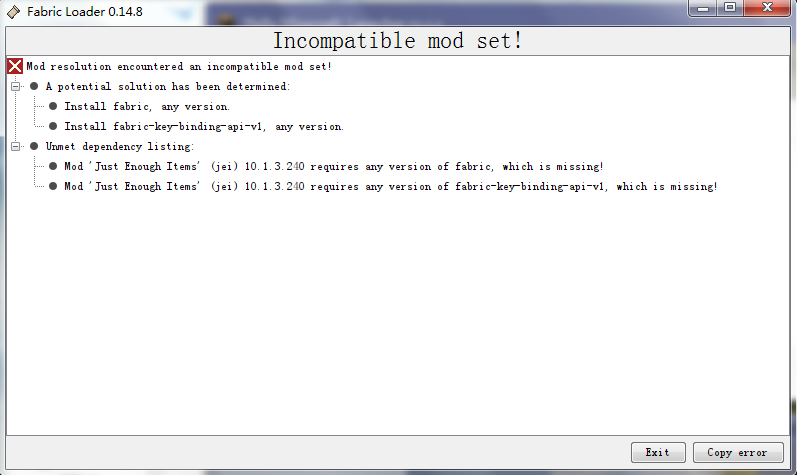 Fabric Loader 0.14.8
Incompatible mod set!
Mod resolution encountered an incompatible mod set!
A potential solution has been determined:
Install fabric, any version.
Install fabric-key-binding-api-v1, any version.
Unmet dependency listing:
Mod 'Just Enough Items' (jei) 10.1.3.240 requires any version of fabric, which is missing!
Mod 'Just Enough Items' (jei) 10.1.3.240 requires any version of fabric-key-binding-api-v1, which is missing!
Exit
Copy error